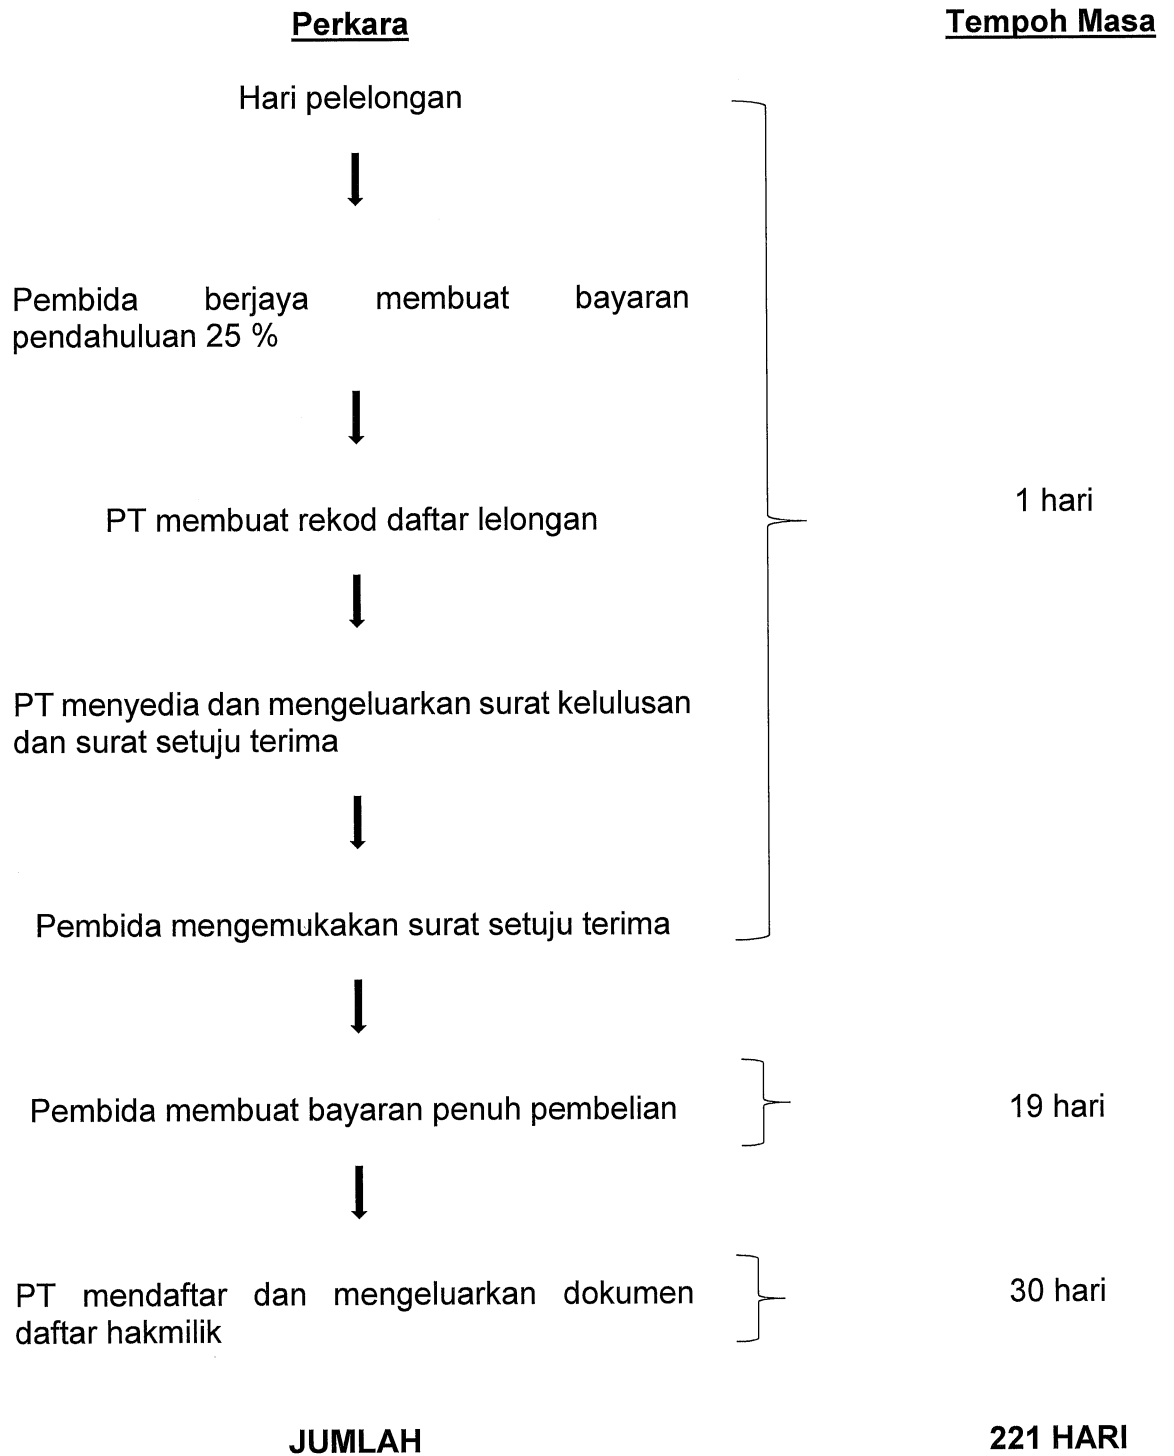 Perkara
Tempoh Masa
Hari pelelongan
Pembida berjaya membuat bayaran
pendahuluan 25 %
PT membuat rekod daftar lelongan
1 hari
PT menyedia dan mengeluarkan surat kelulusan
dan surat setuju terima
Pembida mengemukakan surat setuju terima
Pembida membuat bayaran penuh pembelian
19 hari
PT mendaftar dan mengeluarkan dokumen
daftar hakmilik
30 hari
JUMLAH
221 HARI